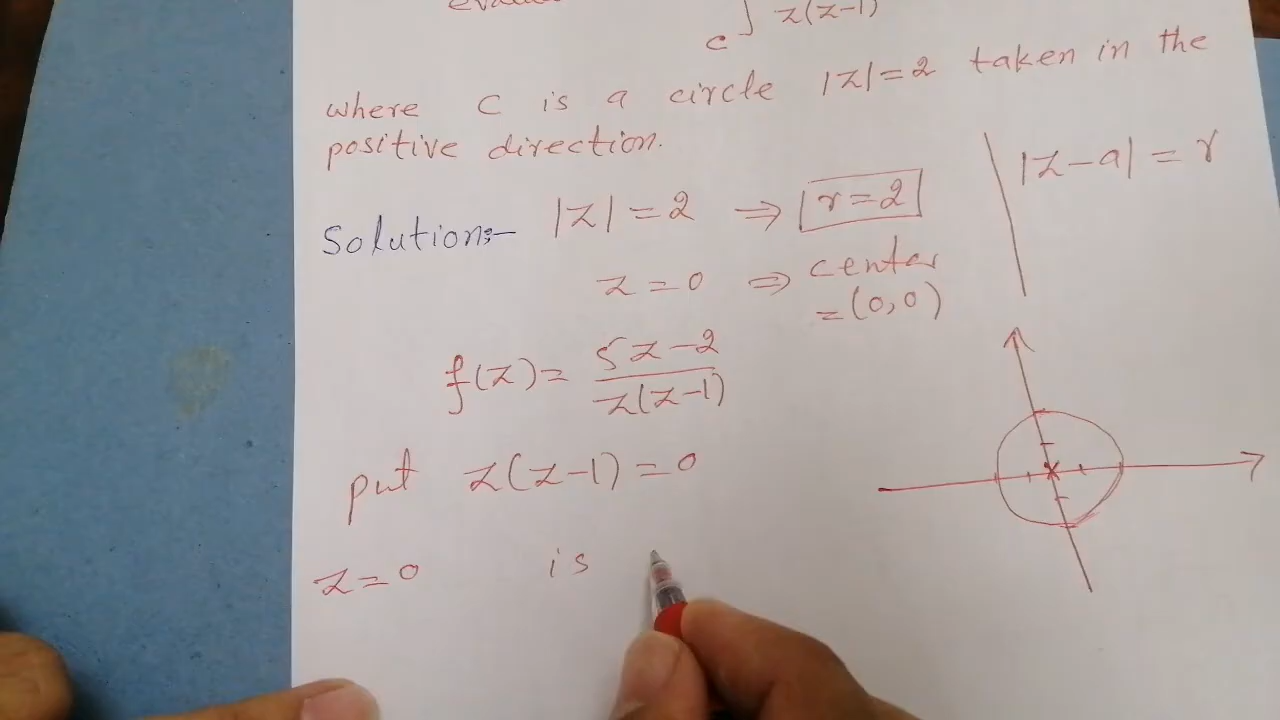 z(z-1)
c
where c is a circle |z|=2 taken in the
positive direction.
|z-a| = r
Solution:- |z| = 2 ⇒ r=2
z = 0 ⇒ center
= (0,0)
f(z) = 5z-2
z(z-1)
put z(z-1) = 0
z=0 is